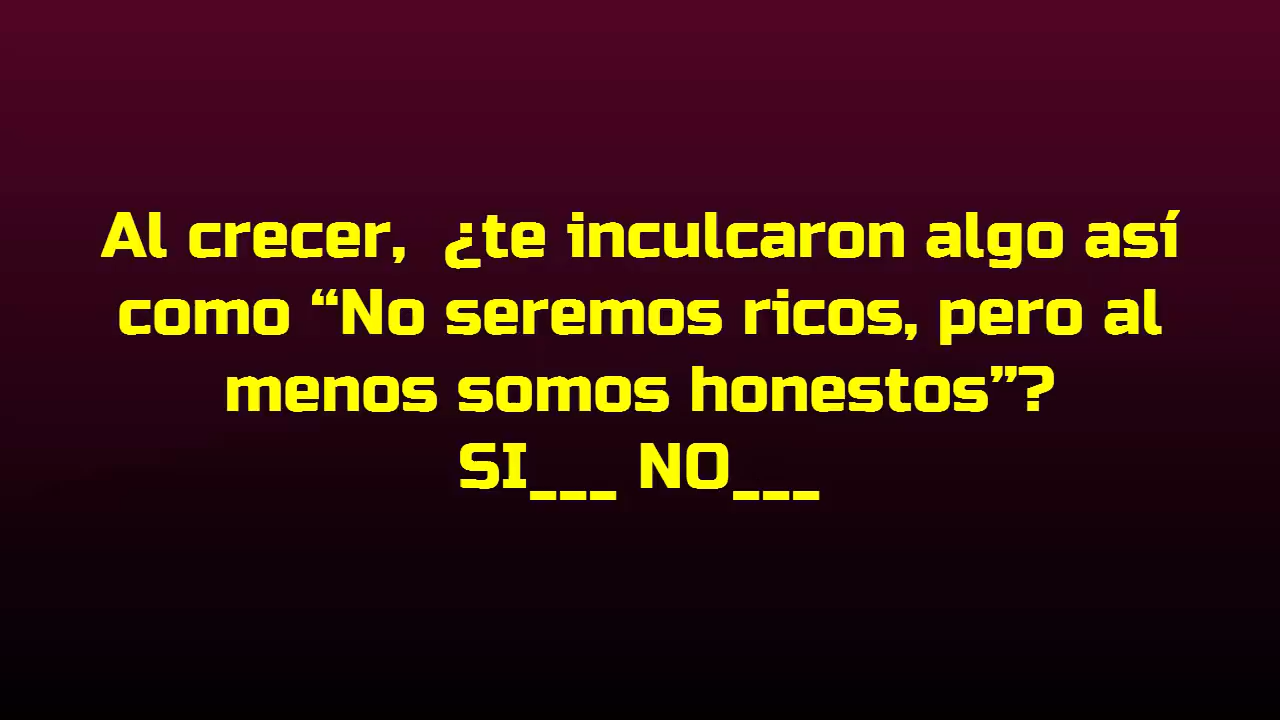 Al crecer,  ¿te inculcaron algo así
como “No seremos ricos, pero al
menos somos honestos”?
SI___ NO___